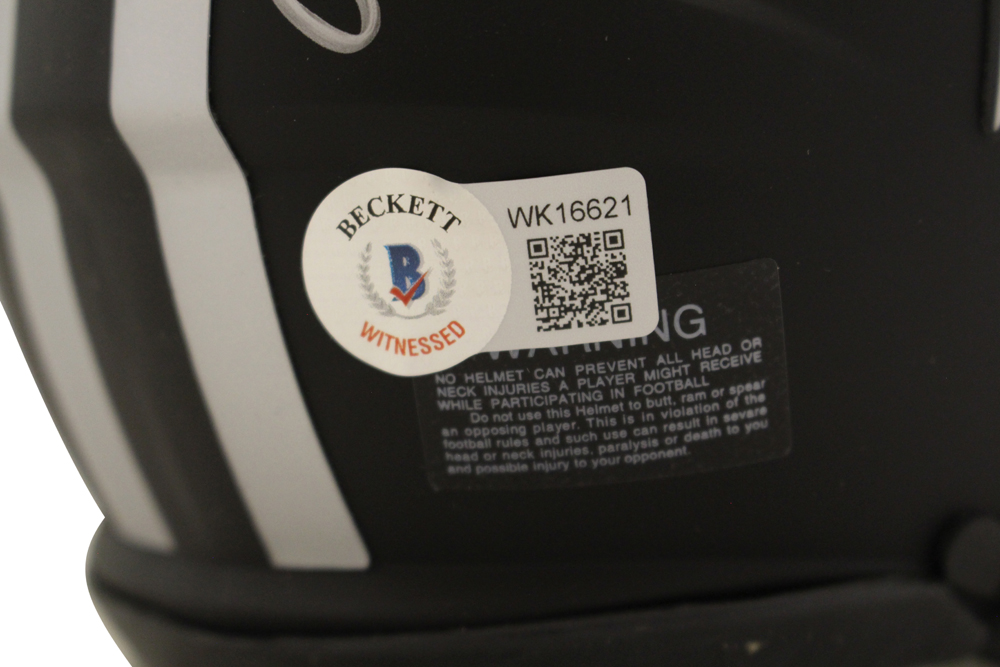 BECKETT
B
WITNESSED
WK16621
WARNING
NO HELMET CAN PREVENT ALL HEAD OR
NECK INJURIES A PLAYER MIGHT RECEIVE
WHILE PARTICIPATING IN FOOTBALL
Do not use this Helmet to butt, ram or spear
an opposing player. This is in violation of the
football rules and such use can result in severe
head or neck injuries, paralysis or death to you
and possible injury to your opponent.